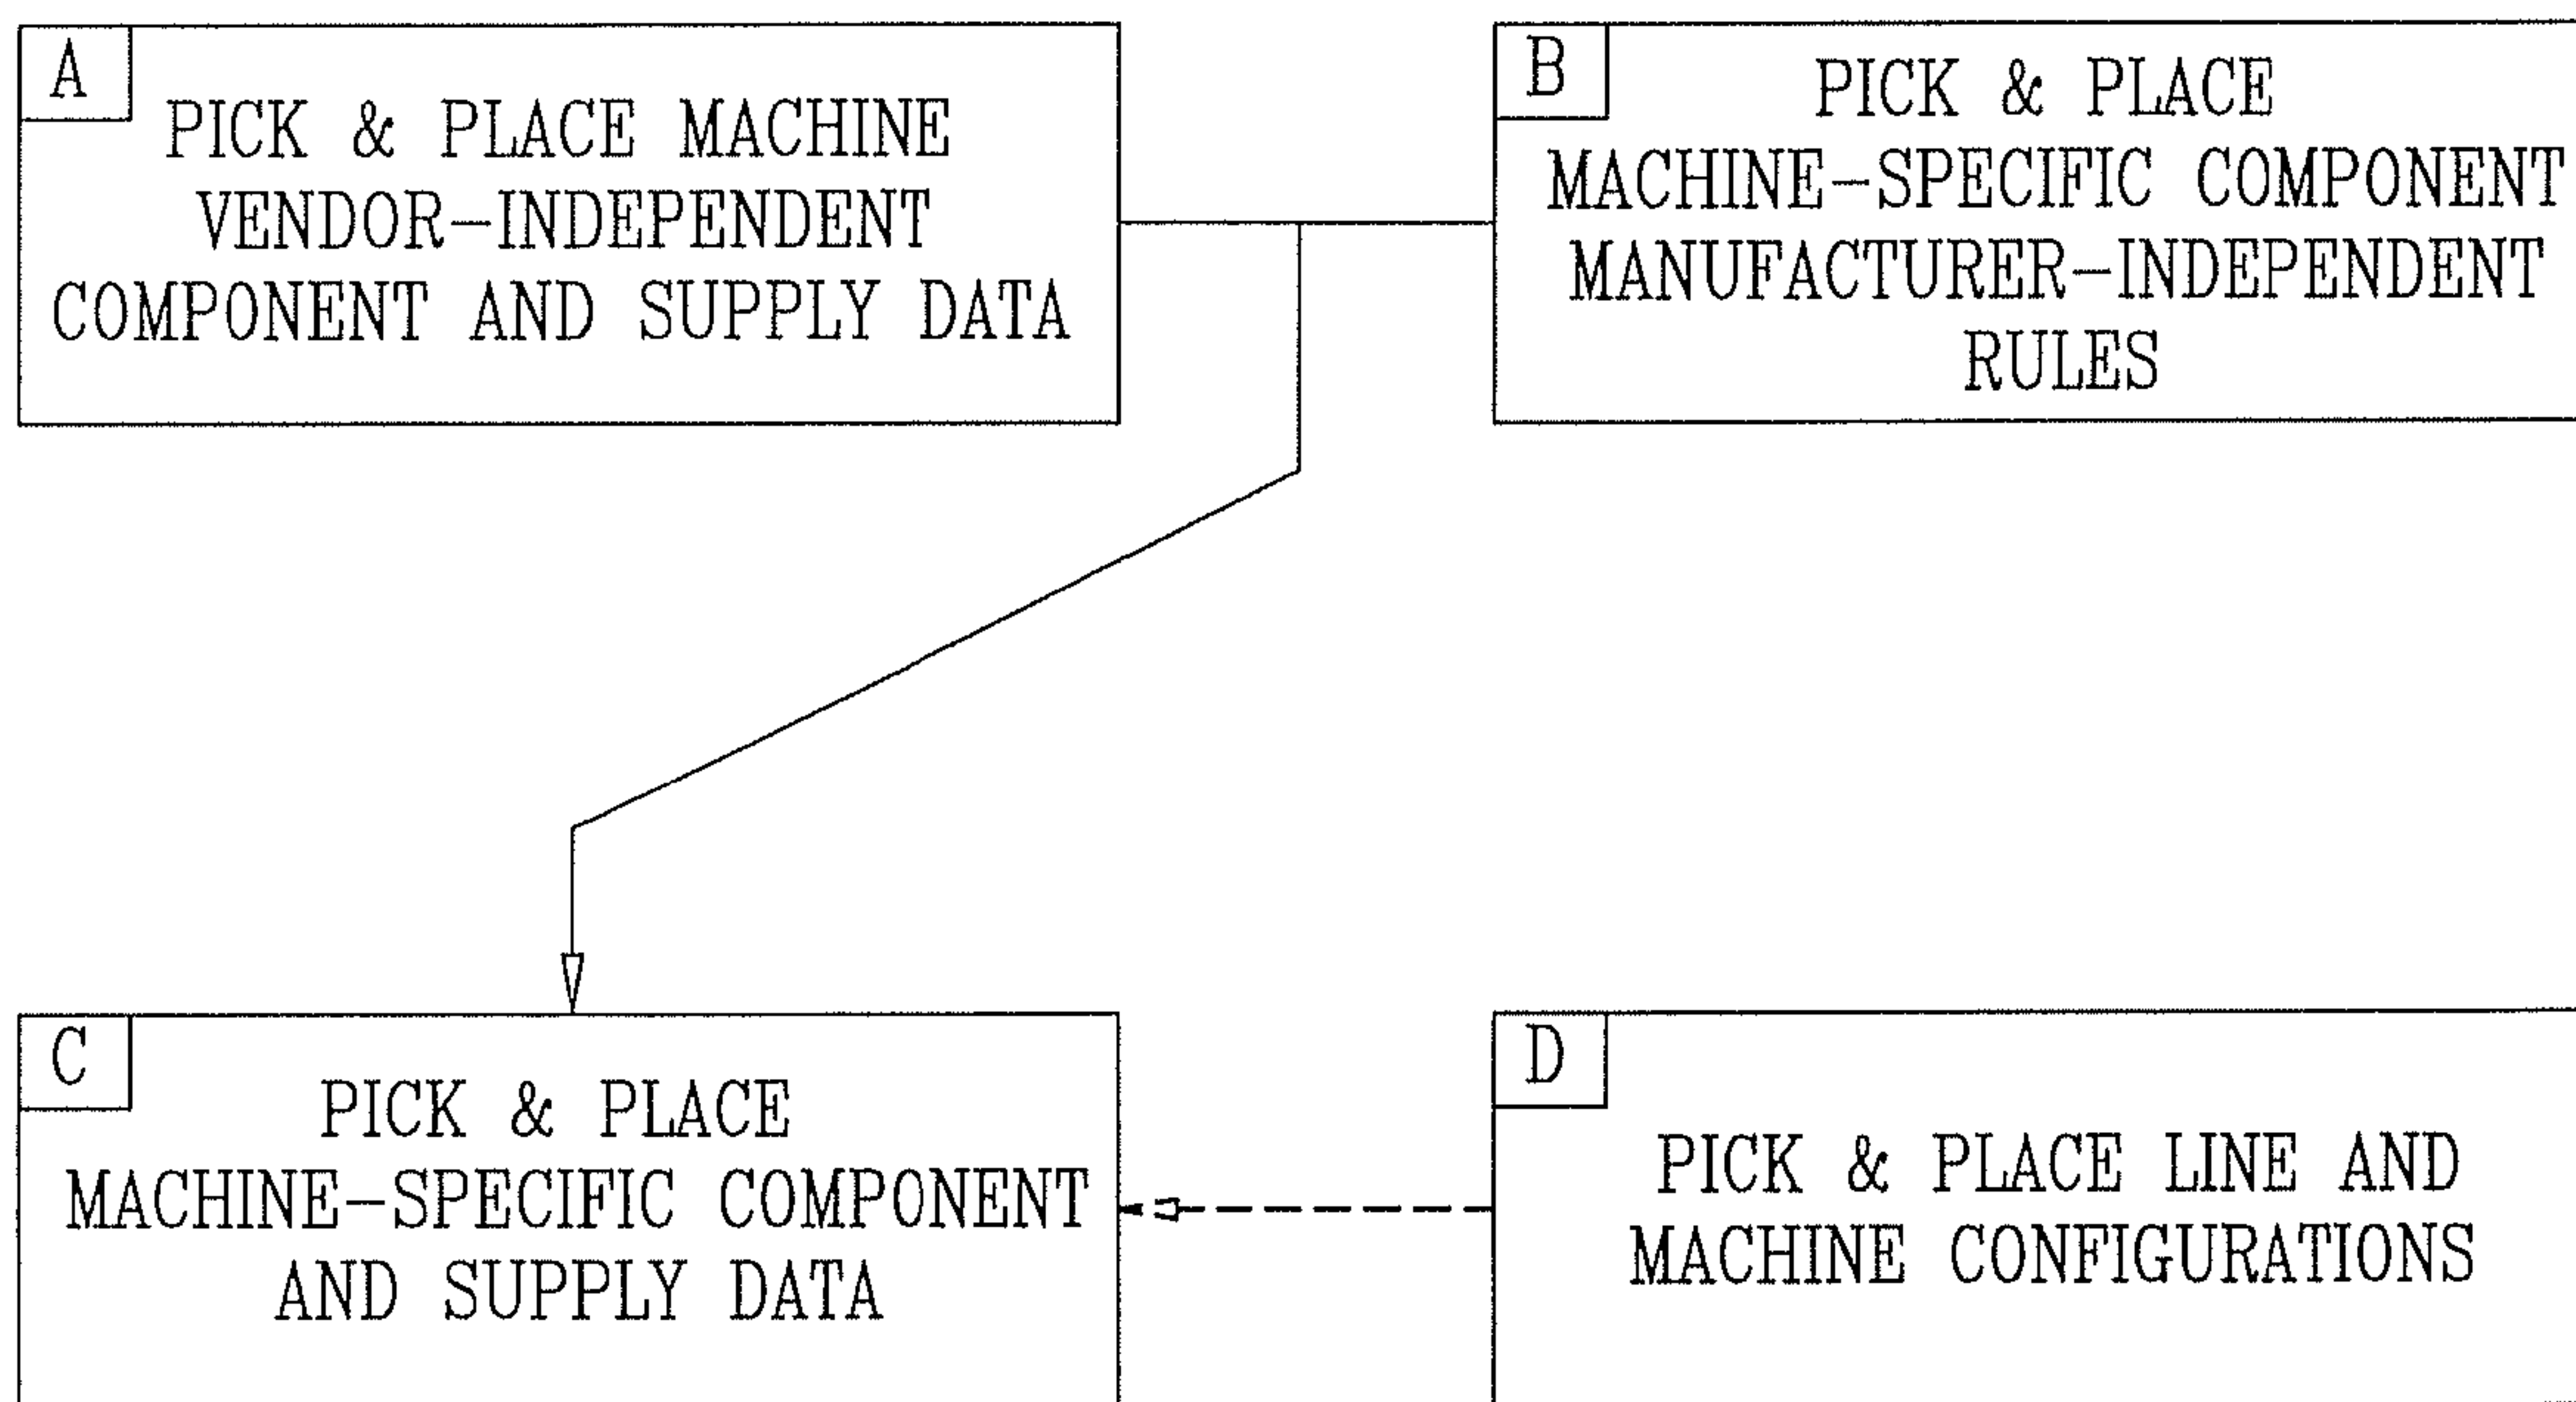 A
PICK & PLACE MACHINE
VENDOR-INDEPENDENT
COMPONENT AND SUPPLY DATA
B
PICK & PLACE
MACHINE-SPECIFIC COMPONENT
MANUFACTURER-INDEPENDENT
RULES
C
PICK & PLACE
MACHINE-SPECIFIC COMPONENT
AND SUPPLY DATA
D
PICK & PLACE LINE AND
MACHINE CONFIGURATIONS